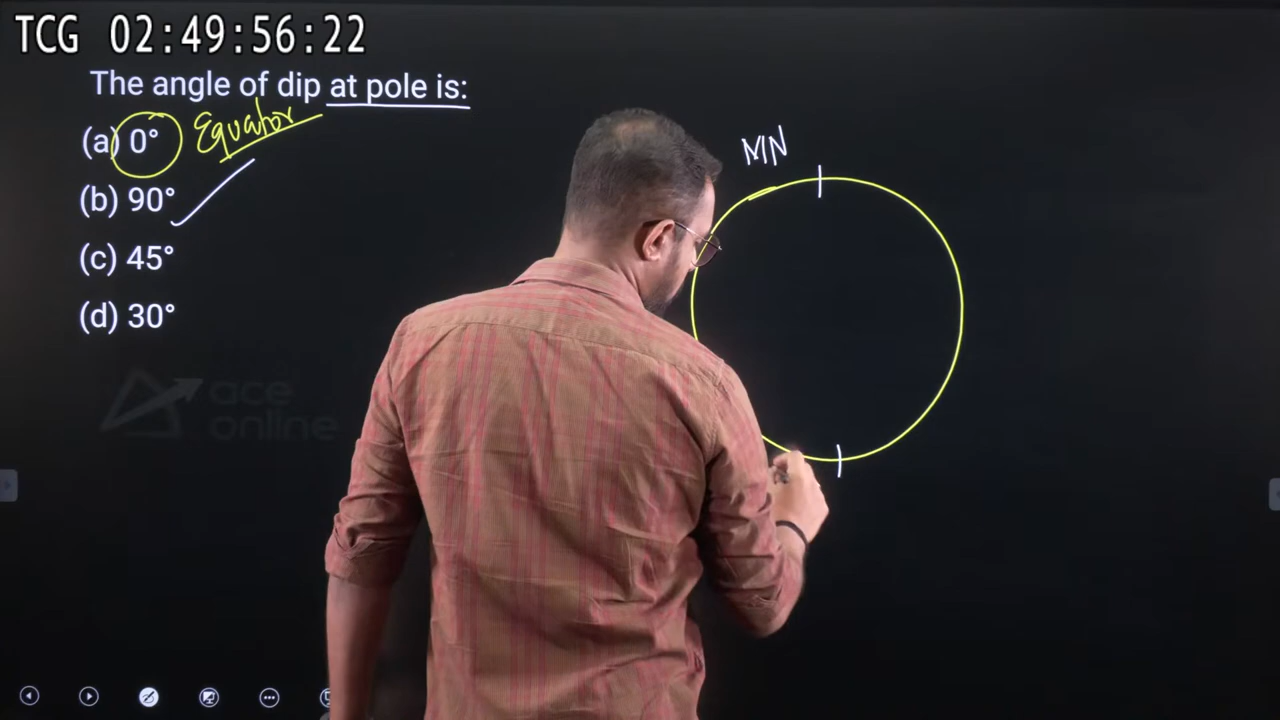 TCG 02:49:56:22
The angle of dip at pole is:
(a) 0° Equator
(b) 90°
(c) 45°
(d) 30°
MN
ace
online